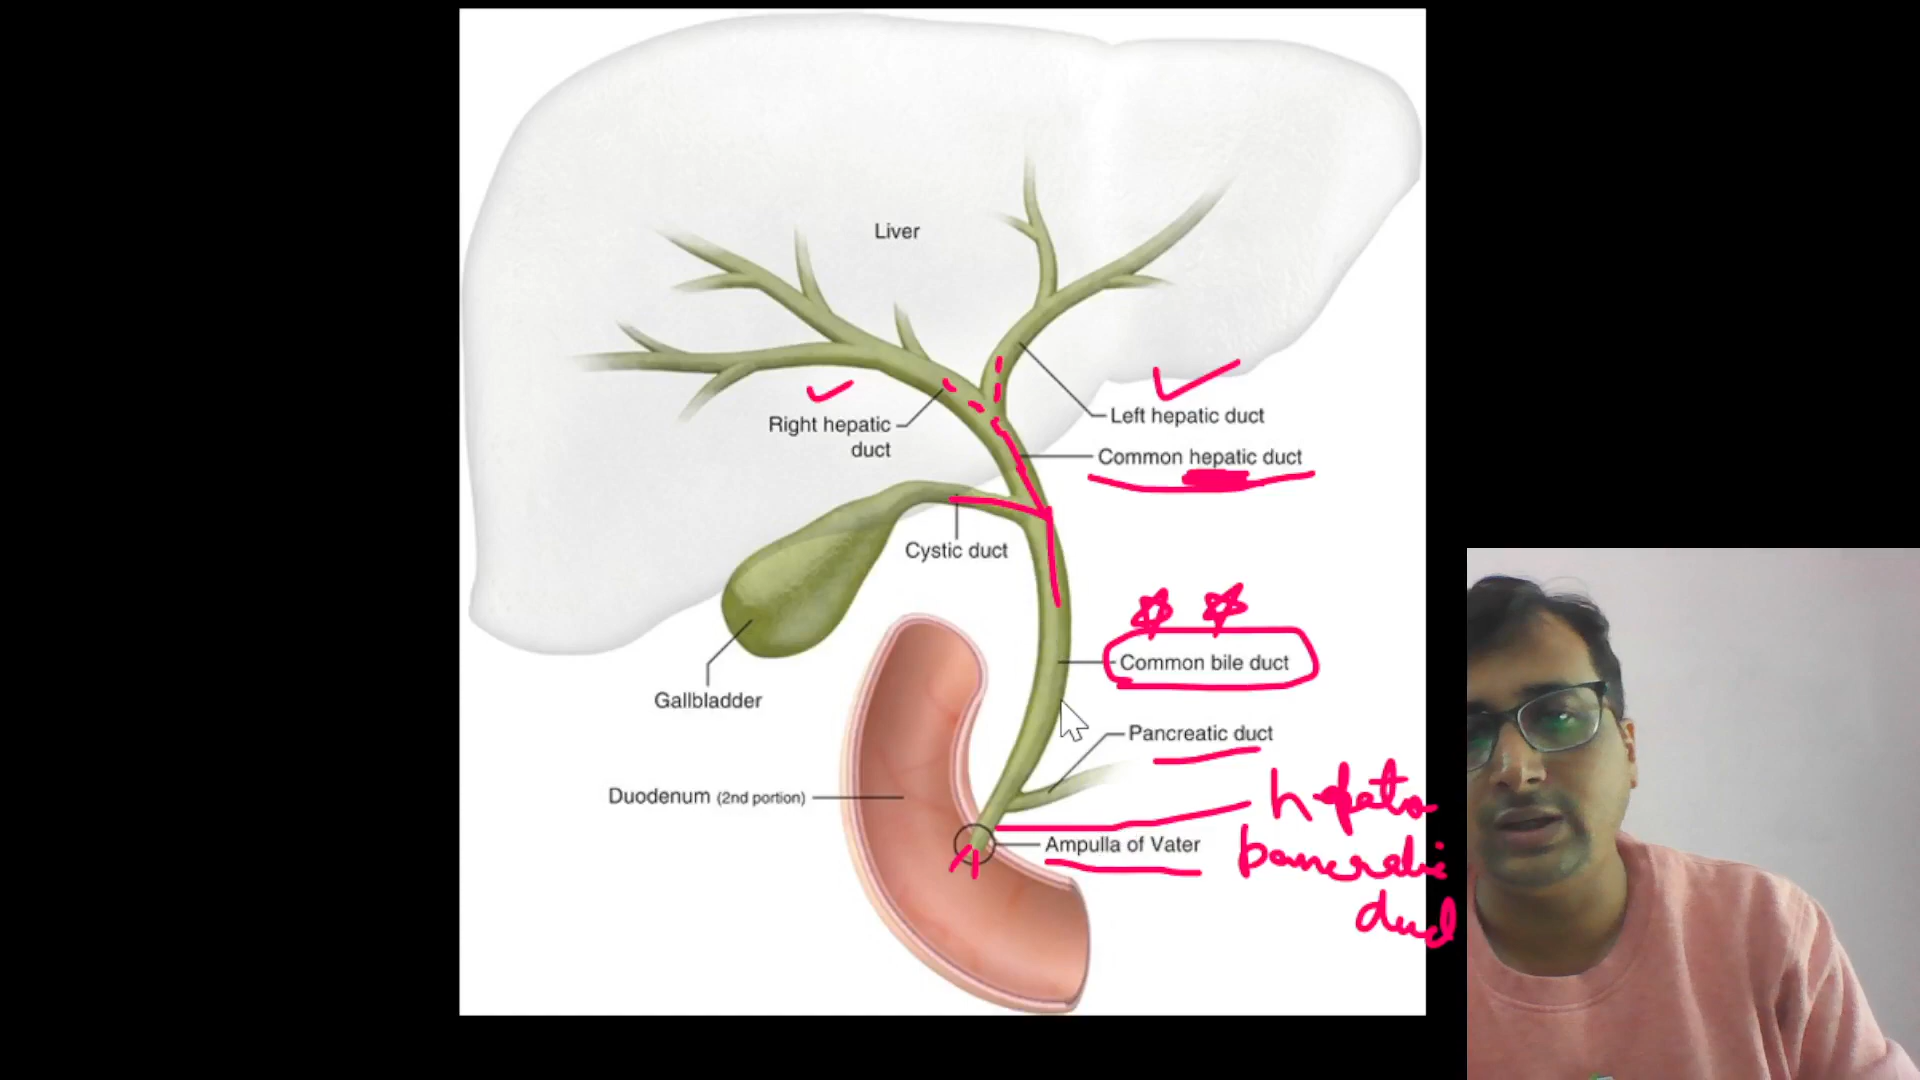 Liver
Right hepatic
duct
Left hepatic duct
Common hepatic duct
Cystic duct
Gallbladder
Common bile duct
Pancreatic duct
Duodenum (2nd portion)
Ampulla of Vater
hepato
pancreatic
duct